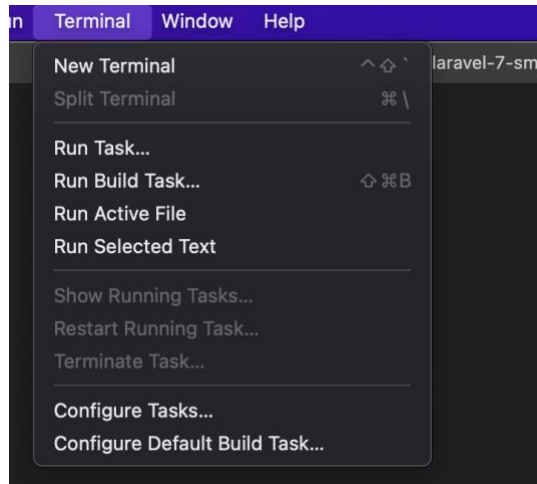 un Terminal Window Help
New Terminal ⌃⇧`
laravel-7-sm
Split Terminal ⌘\
Run Task...
Run Build Task... ⇧⌘B
Run Active File
Run Selected Text
Show Running Tasks...
Restart Running Task...
Terminate Task...
Configure Tasks...
Configure Default Build Task...